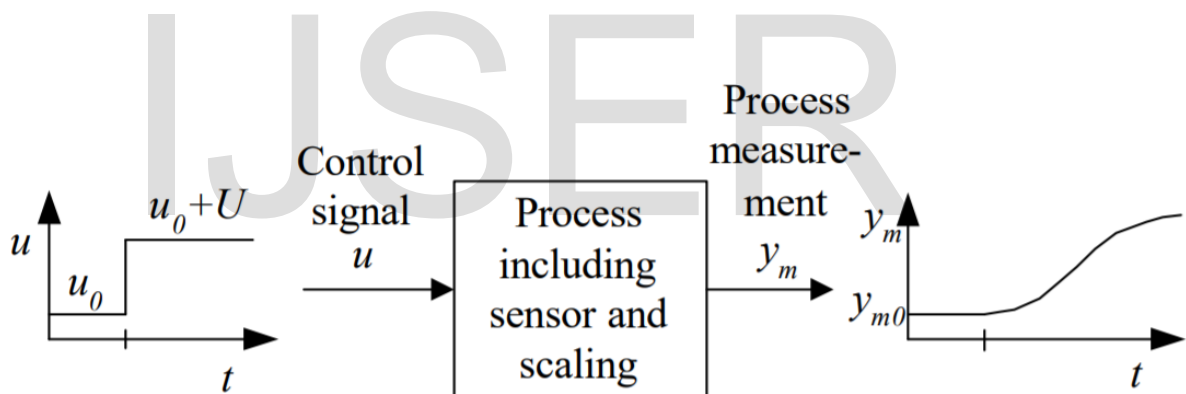 IJSER
u
u₀+U
u₀
t
Control
signal
u
Process
including
sensor and
scaling
Process
measure-
ment
yₘ
yₘ
yₘ₀
t